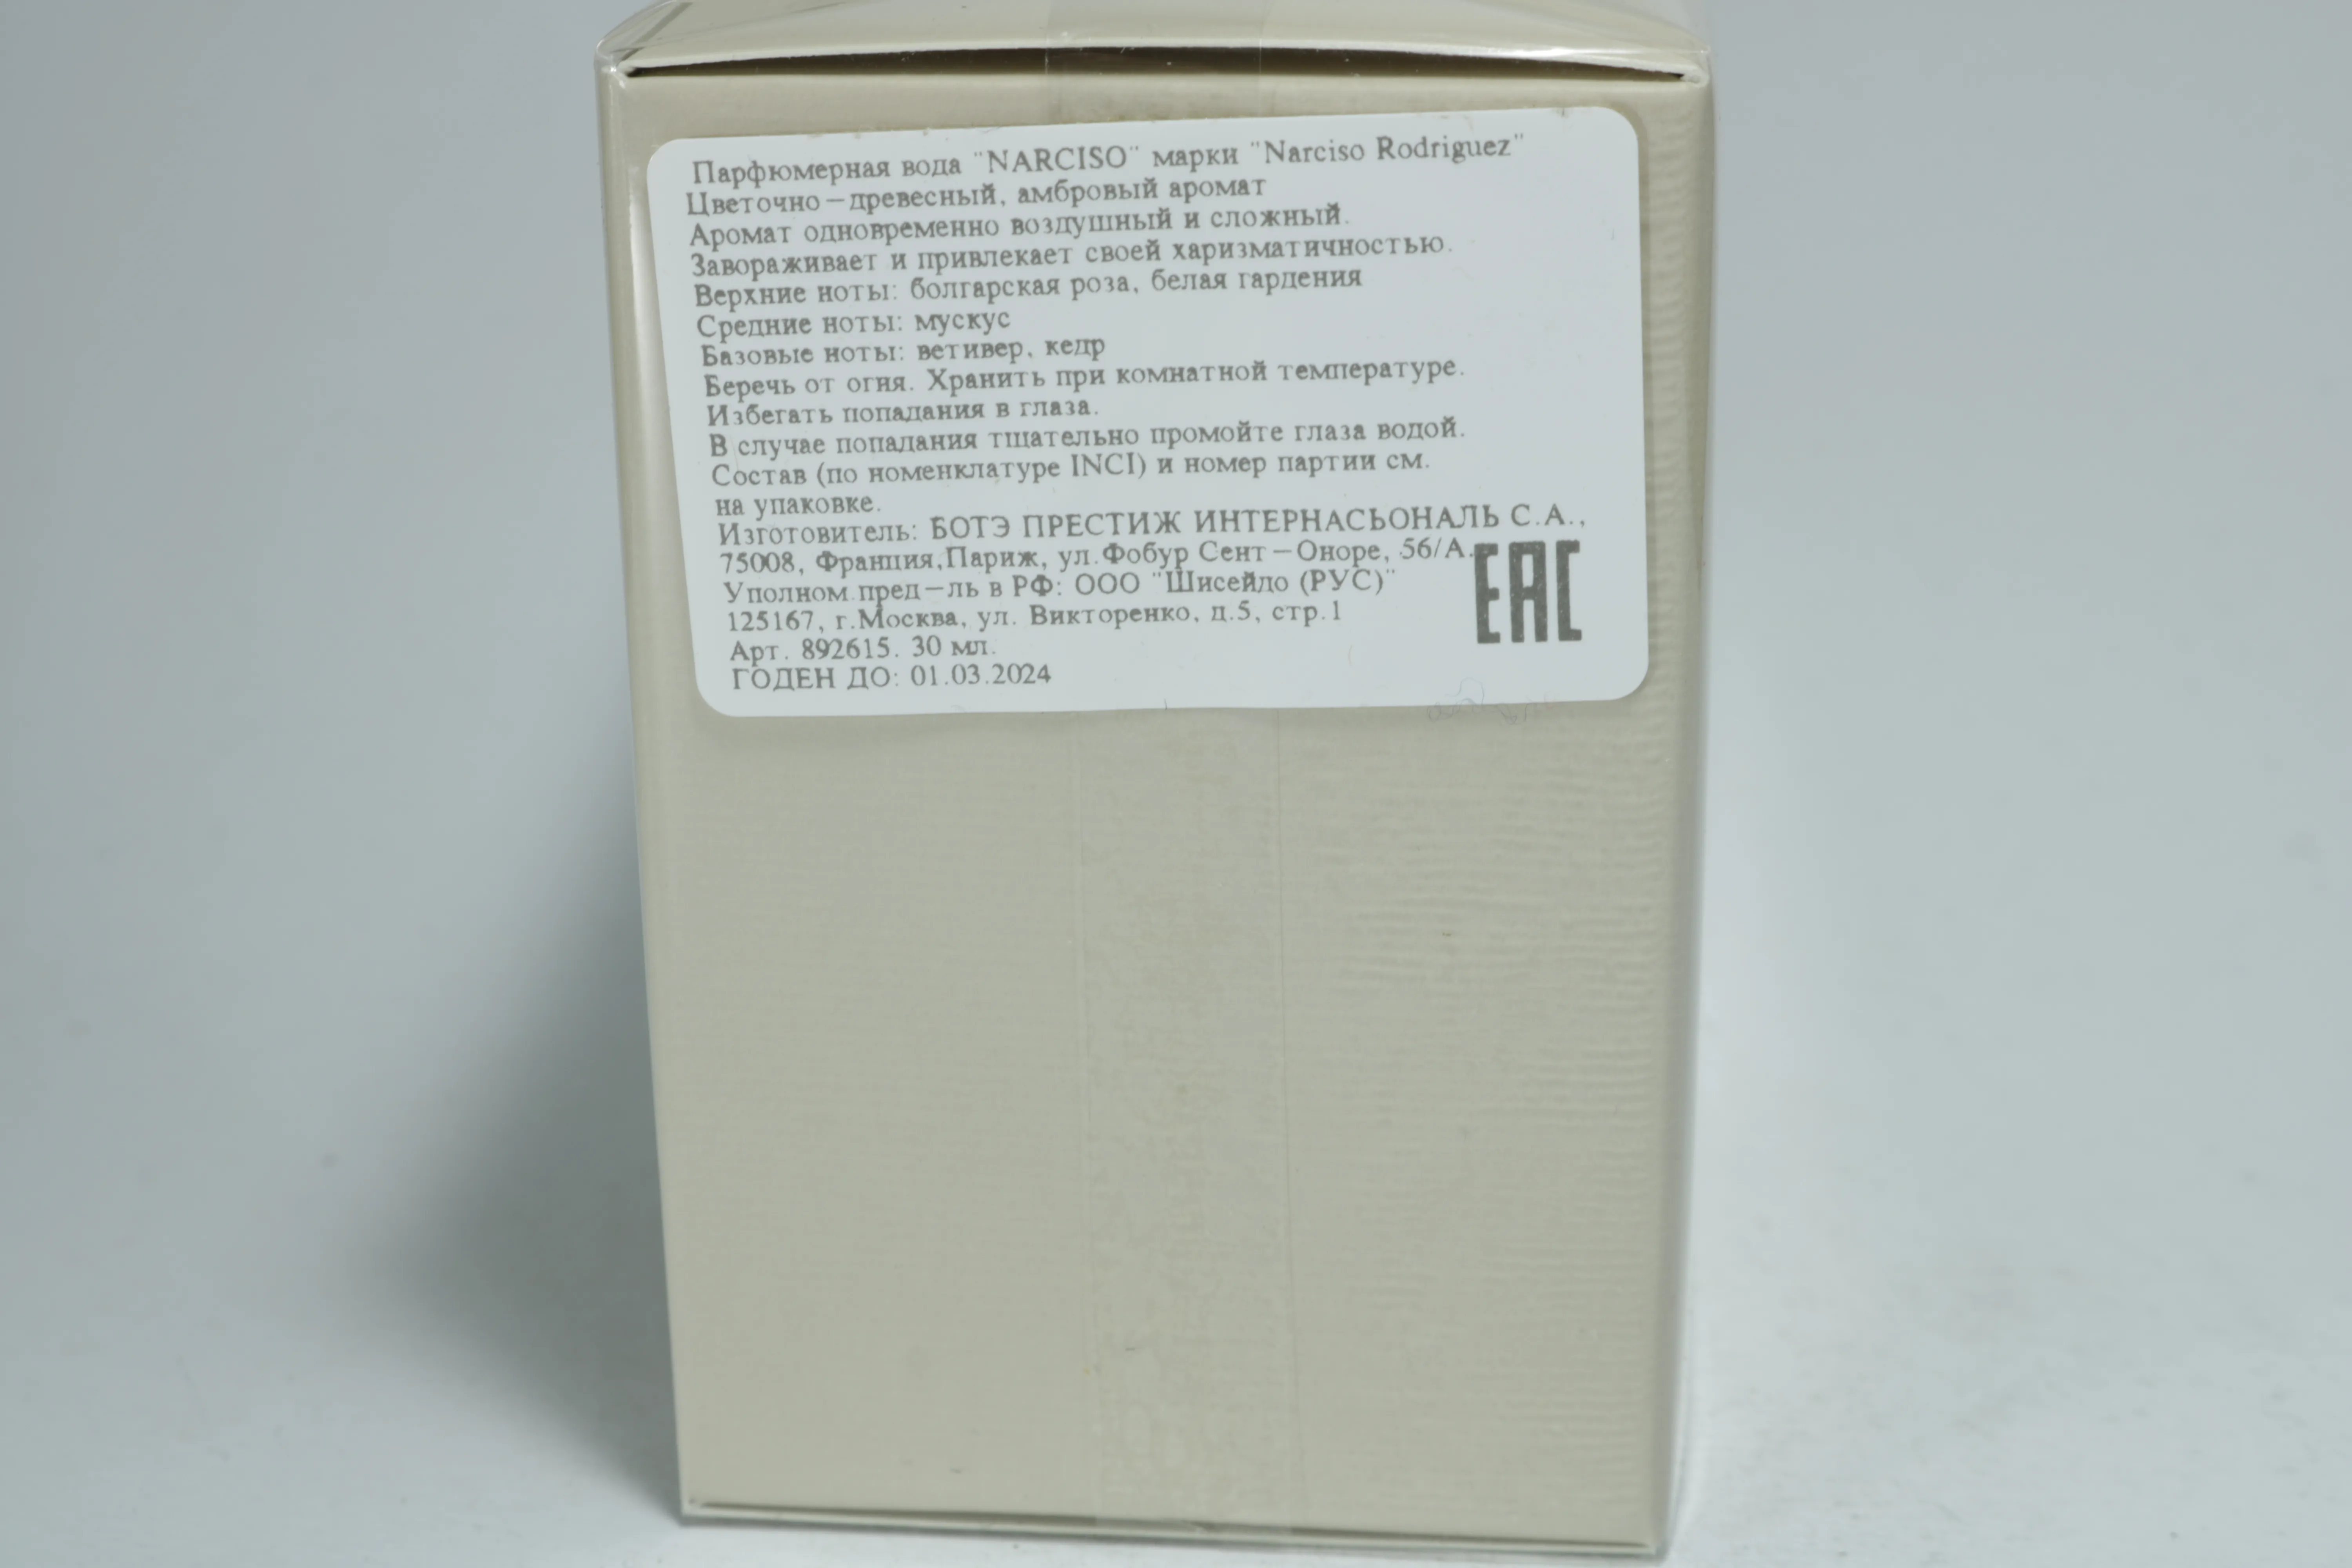 Парфюмерная вода "NARCISO" марки "Narciso Rodriguez"
Цветочно-древесный, амбровый аромат
Аромат одновременно воздушный и сложный.
Завораживает и привлекает своей харизматичностью.
Верхние ноты: болгарская роза, белая гардения
Средние ноты: мускус
Базовые ноты: ветивер, кедр
Беречь от огня. Хранить при комнатной температуре.
Избегать попадания в глаза.
В случае попадания тщательно промойте глаза водой.
Состав (по номенклатуре INCI) и номер партии см.
на упаковке.
Изготовитель: БОТЭ ПРЕСТИЖ ИНТЕРНАСЬОНАЛЬ С.А.,
75008, Франция,Париж, ул.Фобур Сент-Оноре, 56/А.
Уполном.пред-ль в РФ: ООО "Шисейдо (РУС)"
125167, г.Москва, ул. Викторенко, д.5, стр.1
Арт. 892615. 30 мл.
ГОДЕН ДО: 01.03.2024
EAC